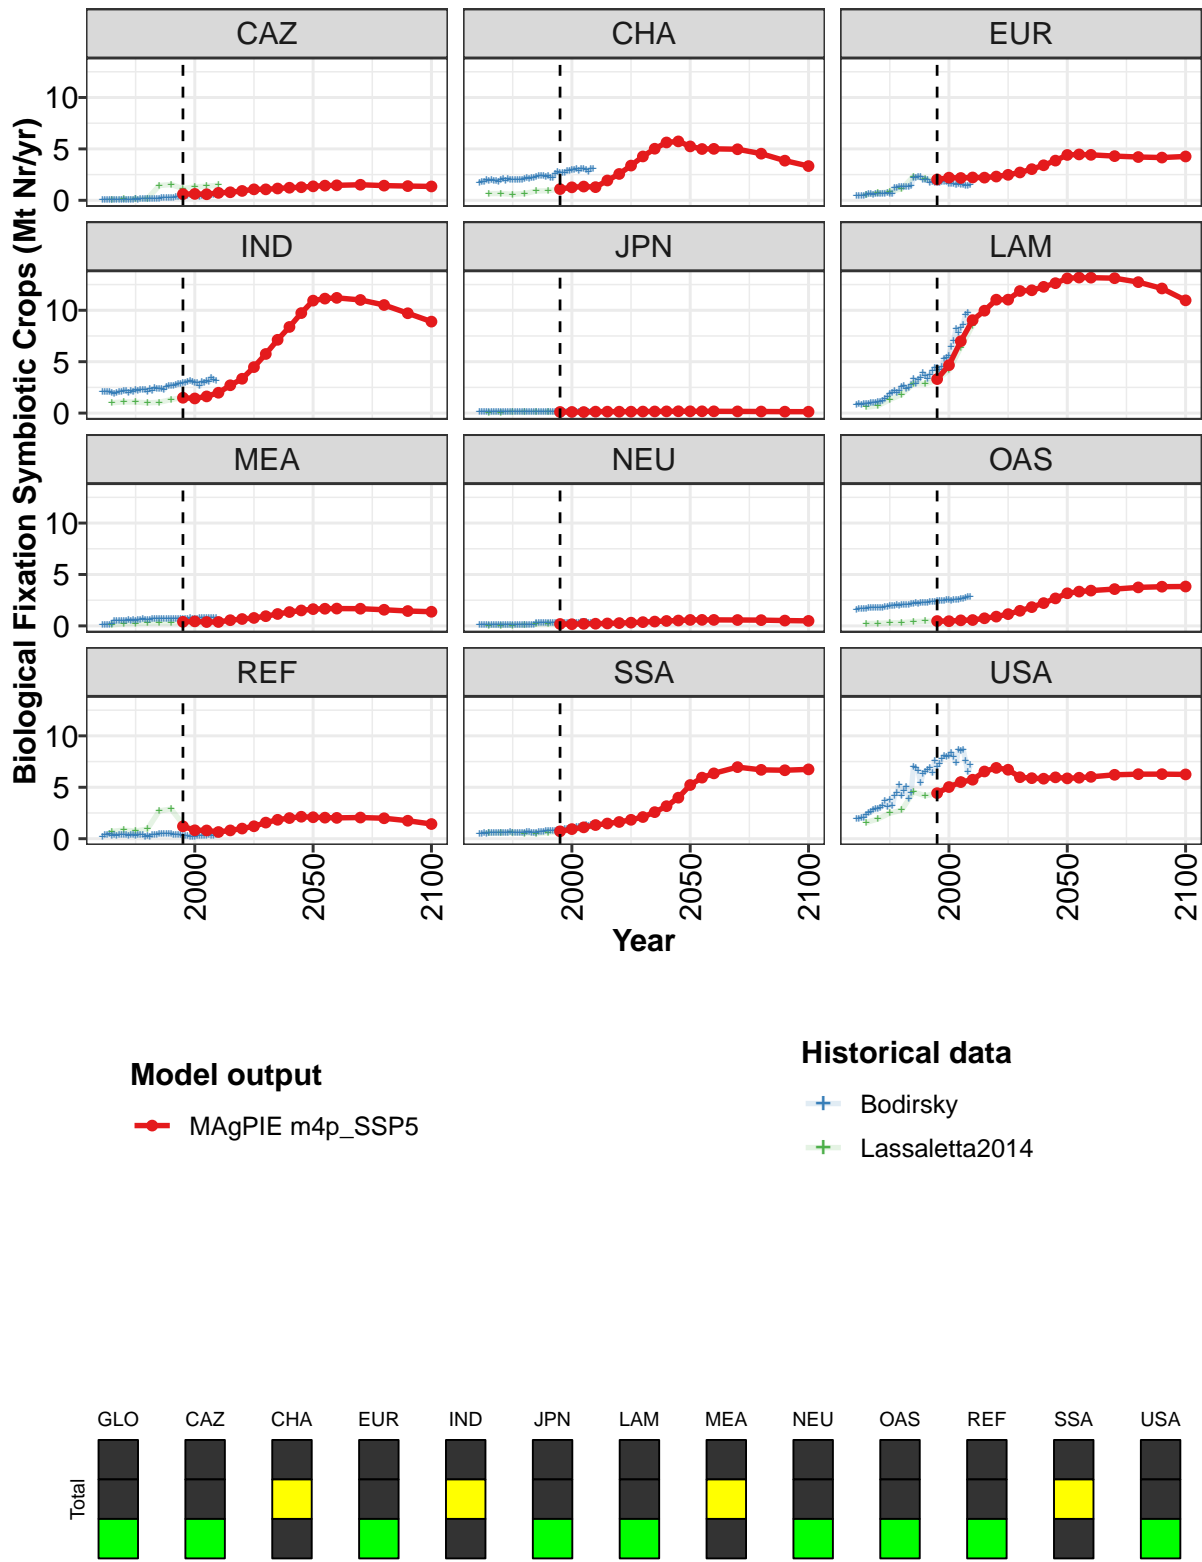 CAZ CHA EUR
10
5
0
IND JPN LAM
10
5
0
MEA NEU OAS
10
5
0
REF SSA USA
10
5
0
2000 2050 2100 2000 2050 2100 2000 2050 2100
Year
Biological Fixation Symbiotic Crops (Mt Nr/yr)
Model output
MAgPIE m4p_SSP5
Historical data
Bodirsky
Lassaletta2014
GLO CAZ CHA EUR IND JPN LAM MEA NEU OAS REF SSA USA
Total